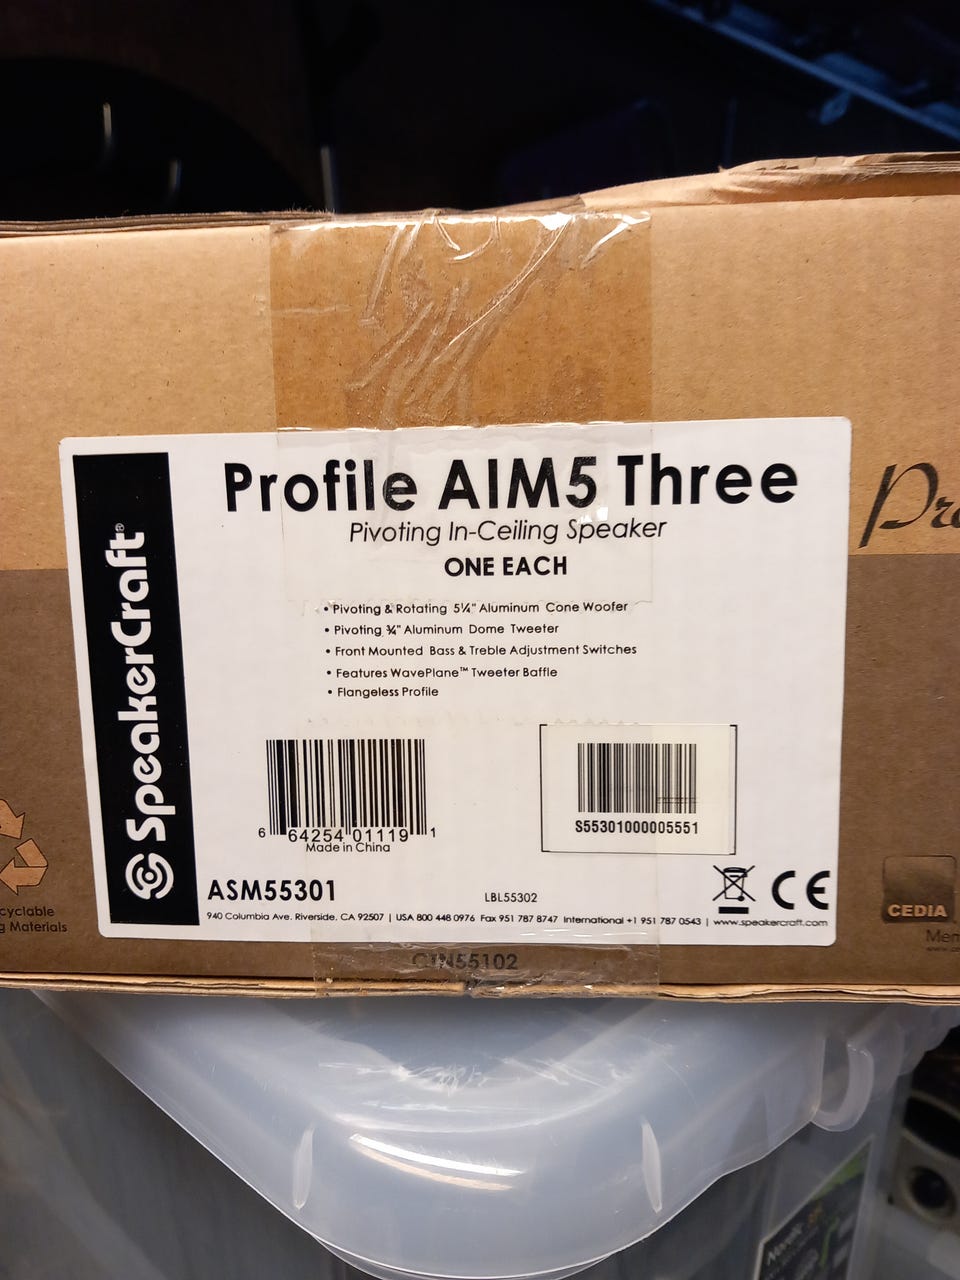 Profile AIM5 Three
Pivoting In-Ceiling Speaker
ONE EACH
SpeakerCraft®
• Pivoting & Rotating 5¼" Aluminum Cone Woofer
• Pivoting ¾" Aluminum Dome Tweeter
• Front Mounted Bass & Treble Adjustment Switches
• Features WavePlane™ Tweeter Baffle
• Flangeless Profile
6 64254 01119 1
Made in China
S55301000005551
ASM55301
LBL55302
CE
940 Columbia Ave. Riverside, CA 92507 | USA 800 448 0976 Fax 951 787 8747 International +1 951 787 0543 | www.speakercraft.com
CTN55102
Pro
cyclable
g Materials
CEDIA
Mem